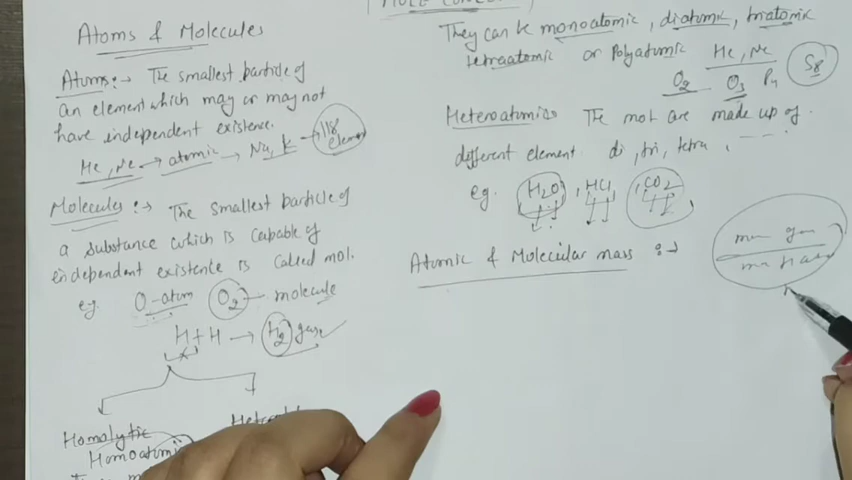 Atoms & Molecules
Atoms :→ The smallest particle of
an element which may or may not
have independent existence.
He, Ne → atomic → Na, K → 118
element
Molecules :→ The smallest particle of
a substance which is capable of
independent existence is called mol.
eg. O-atom O2 — molecule
H + H → H2 gas
Homolytic
Homoatomic
They can be monoatomic, diatomic, triatomic
tetraatomic or Polyatomic He, Ne
O2 O3 P4 S8
Heteroatomic The mol are made up of
different element di, tri, tetra,
eg. H2O, HCl, CO2
Atomic & Molecular mass :→